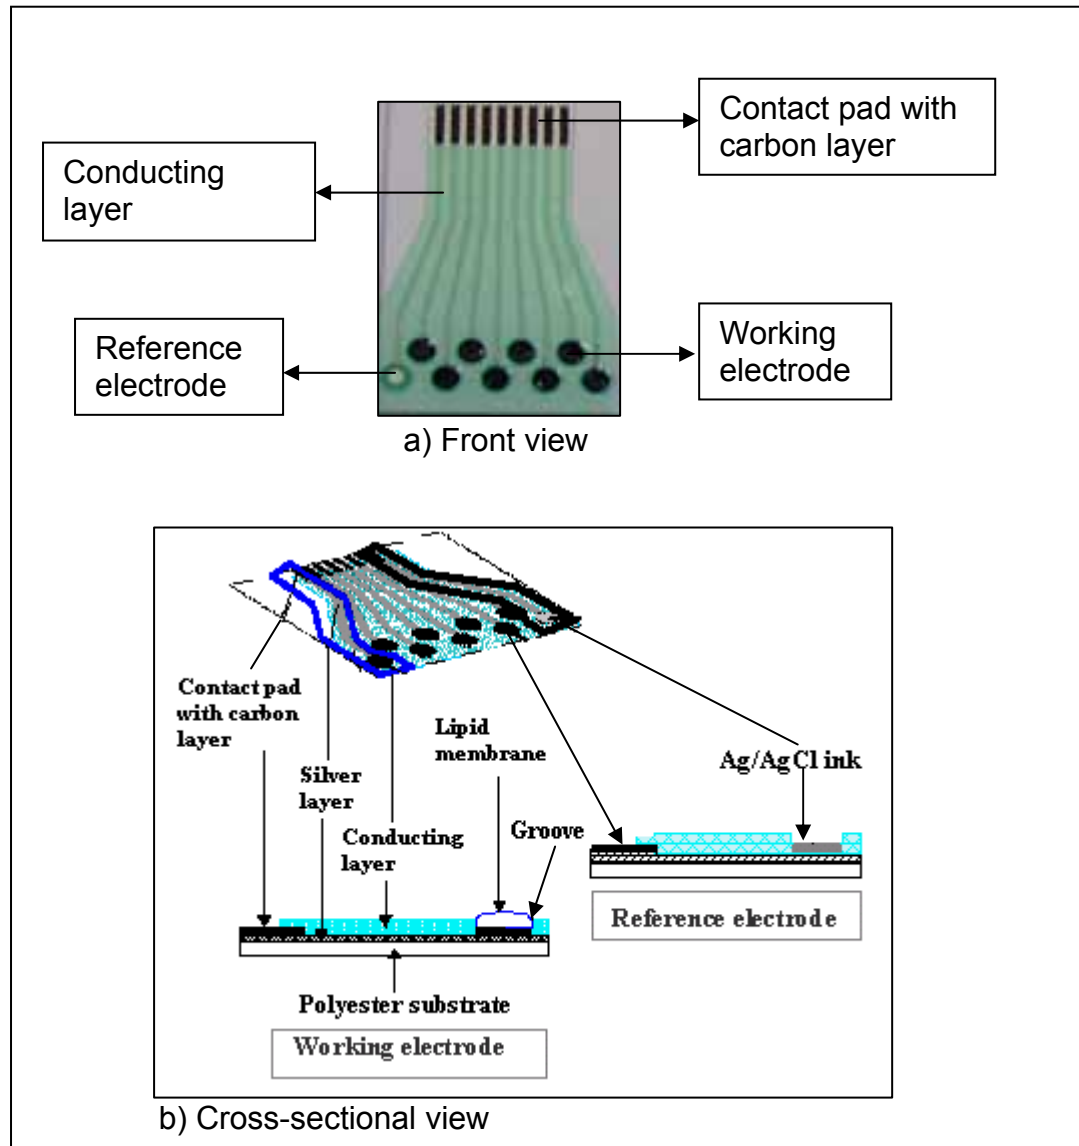 Contact pad with
carbon layer
Conducting
layer
Reference
electrode
Working
electrode
a) Front view
Contact pad
with carbon
layer
Silver
layer
Conducting
layer
Lipid
membrane
Groove
Ag/AgCl ink
Reference electrode
Polyester substrate
Working electrode
b) Cross-sectional view